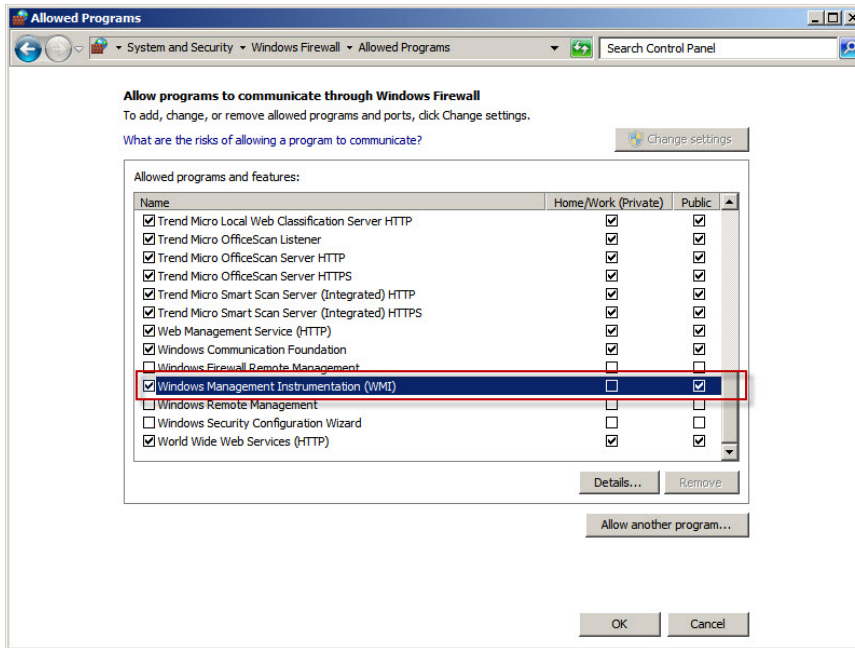 Allowed Programs
System and Security Windows Firewall Allowed Programs Search Control Panel
Allow programs to communicate through Windows Firewall
To add, change, or remove allowed programs and ports, click Change settings.
What are the risks of allowing a program to communicate?
Change settings
Allowed programs and features:
Name Home/Work (Private) Public
Trend Micro Local Web Classification Server HTTP
Trend Micro OfficeScan Listener
Trend Micro OfficeScan Server HTTP
Trend Micro OfficeScan Server HTTPS
Trend Micro Smart Scan Server (Integrated) HTTP
Trend Micro Smart Scan Server (Integrated) HTTPS
Web Management Service (HTTP)
Windows Communication Foundation
Windows Firewall Remote Management
Windows Management Instrumentation (WMI)
Windows Remote Management
Windows Security Configuration Wizard
World Wide Web Services (HTTP)
Details... Remove
Allow another program...
OK Cancel